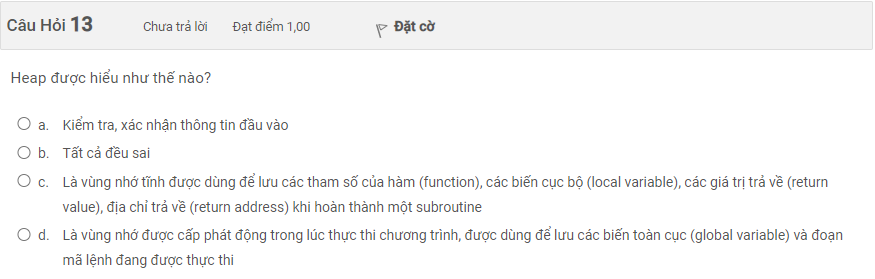 Câu Hỏi 13 Chưa trả lời Đạt điểm 1,00 Đặt cờ
Heap được hiểu như thế nào?
a. Kiểm tra, xác nhận thông tin đầu vào
b. Tất cả đều sai
c. Là vùng nhớ tĩnh được dùng để lưu các tham số của hàm (function), các biến cục bộ (local variable), các giá trị trả về (return
value), địa chỉ trả về (return address) khi hoàn thành một subroutine
d. Là vùng nhớ được cấp phát động trong lúc thực thi chương trình, được dùng để lưu các biến toàn cục (global variable) và đoạn
mã lệnh đang được thực thi